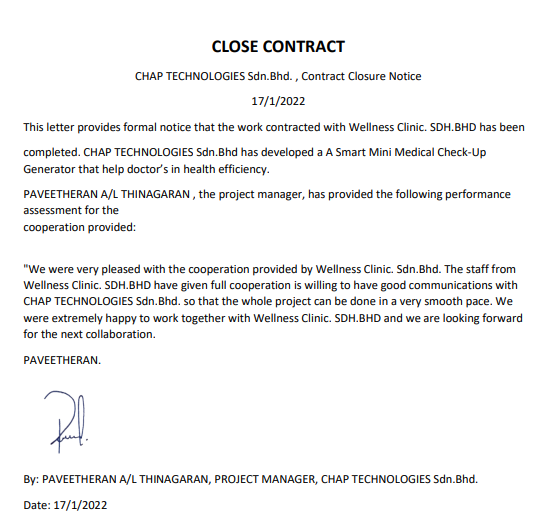 CLOSE CONTRACT
CHAP TECHNOLOGIES Sdn.Bhd. , Contract Closure Notice
17/1/2022
This letter provides formal notice that the work contracted with Wellness Clinic. SDH.BHD has been
completed. CHAP TECHNOLOGIES Sdn.Bhd has developed a A Smart Mini Medical Check-Up
Generator that help doctor's in health efficiency.
PAVEETHERAN A/L THINAGARAN , the project manager, has provided the following performance
assessment for the
cooperation provided:
"We were very pleased with the cooperation provided by Wellness Clinic. Sdn.Bhd. The staff from
Wellness Clinic. SDH.BHD have given full cooperation is willing to have good communications with
CHAP TECHNOLOGIES Sdn.Bhd. so that the whole project can be done in a very smooth pace. We
were extremely happy to work together with Wellness Clinic. SDH.BHD and we are looking forward
for the next collaboration.
PAVEETHERAN.
By: PAVEETHERAN A/L THINAGARAN, PROJECT MANAGER, CHAP TECHNOLOGIES Sdn.Bhd.
Date: 17/1/2022